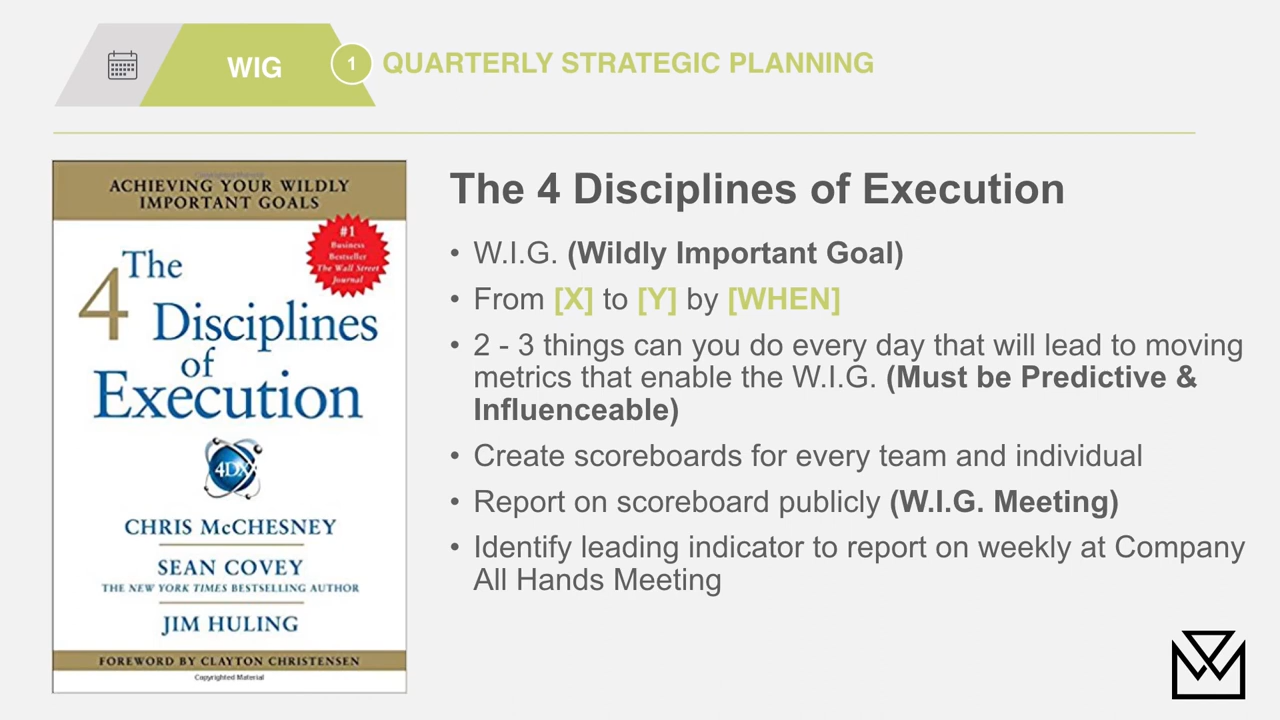 WIG
1
QUARTERLY STRATEGIC PLANNING
ACHIEVING YOUR WILDLY
IMPORTANT GOALS
#1
Business
Bestseller
The Wall Street
Journal
The
4 Disciplines
of
Execution
4DX
CHRIS McCHESNEY
SEAN COVEY
THE NEW YORK TIMES BESTSELLING AUTHOR
JIM HULING
FOREWORD BY CLAYTON CHRISTENSEN
Copyrighted Material
The 4 Disciplines of Execution
• W.I.G. (Wildly Important Goal)
• From [X] to [Y] by [WHEN]
• 2 - 3 things can you do every day that will lead to moving
metrics that enable the W.I.G. (Must be Predictive &
Influenceable)
• Create scoreboards for every team and individual
• Report on scoreboard publicly (W.I.G. Meeting)
• Identify leading indicator to report on weekly at Company
All Hands Meeting